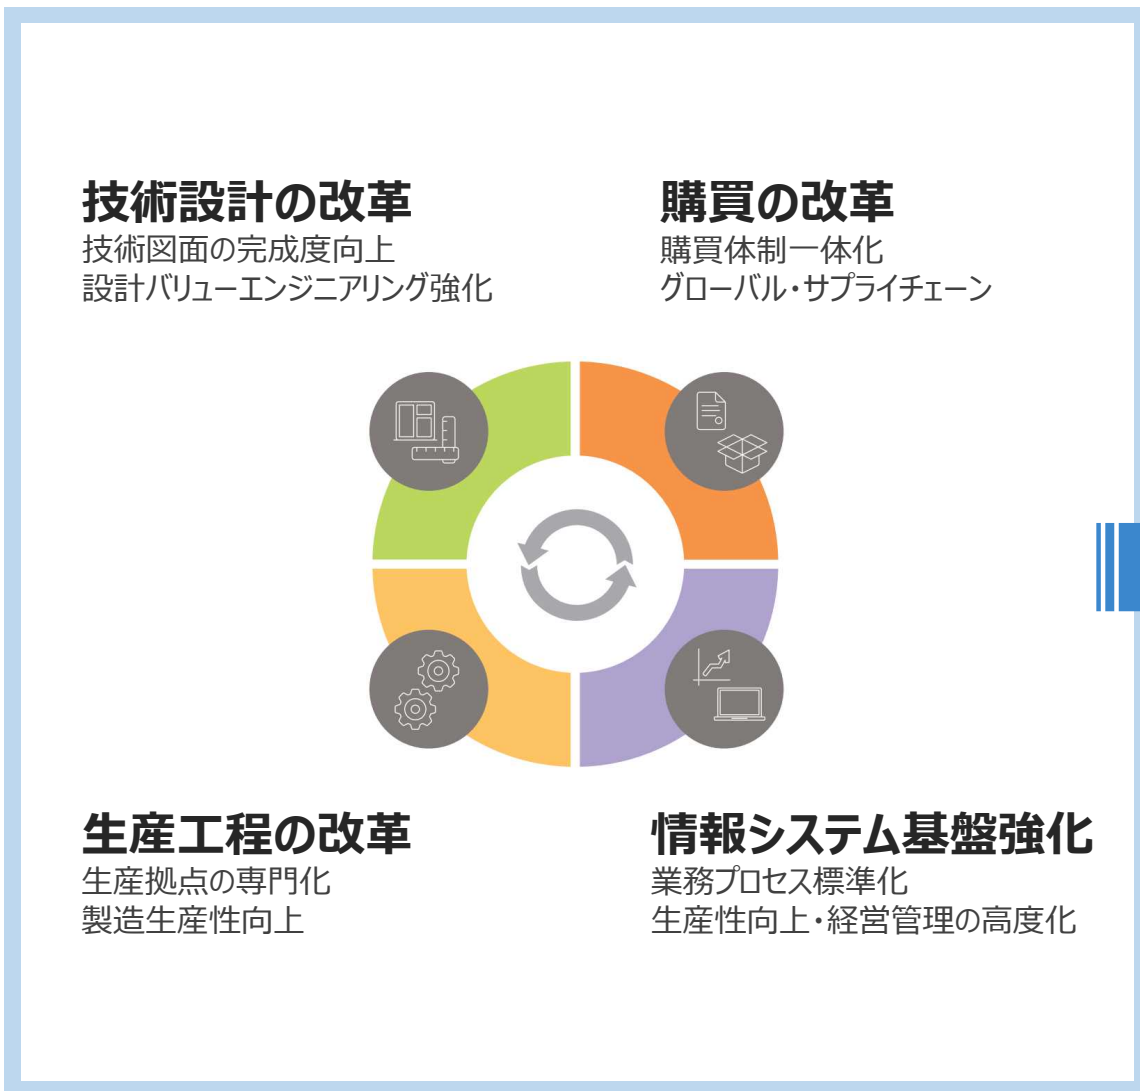 技術設計の改革
技術図面の完成度向上
設計バリューエンジニアリング強化
購買の改革
購買体制一体化
グローバル・サプライチェーン
生産工程の改革
生産拠点の専門化
製造生産性向上
情報システム基盤強化
業務プロセス標準化
生産性向上・経営管理の高度化